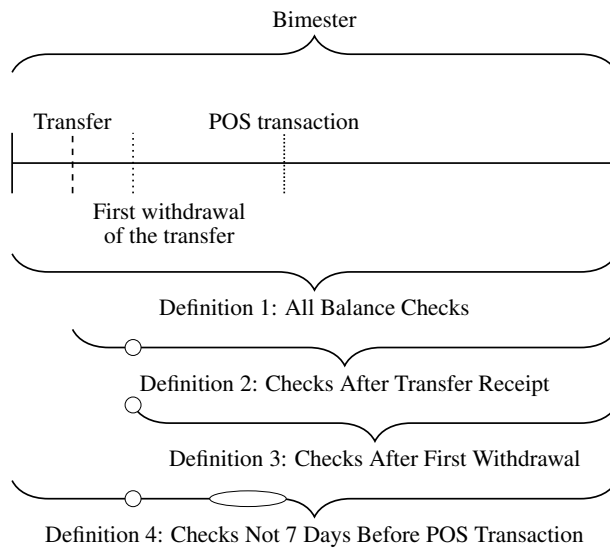 Bimester
Transfer
POS transaction
First withdrawal
of the transfer
Definition 1: All Balance Checks
Definition 2: Checks After Transfer Receipt
Definition 3: Checks After First Withdrawal
Definition 4: Checks Not 7 Days Before POS Transaction